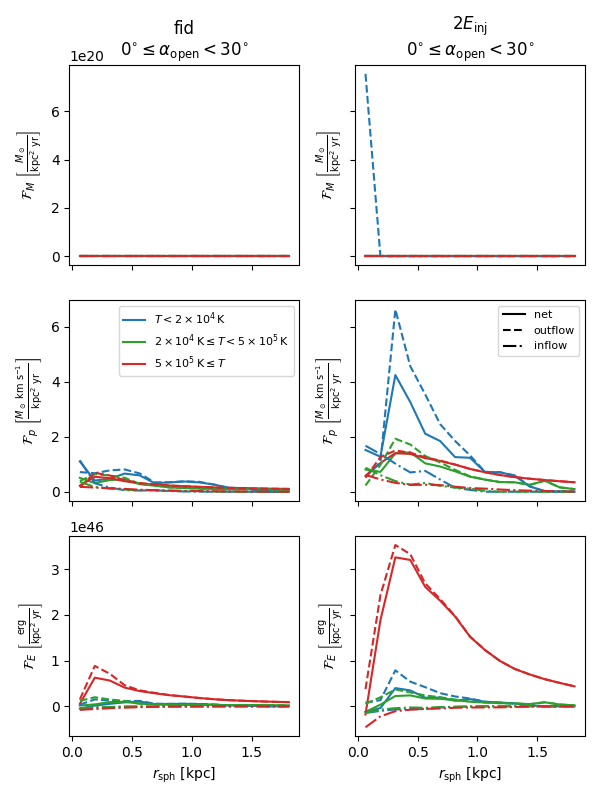 fid
0° ≤ α_open < 30°
2E_inj
0° ≤ α_open < 30°
1e20
6
4
2
0
ℱ_M [M_⊙ / kpc² yr]
ℱ_M [M_⊙ / kpc² yr]
6
4
2
0
ℱ_p [M_⊙ km s⁻¹ / kpc² yr]
T < 2 × 10⁴ K
2 × 10⁴ K ≤ T < 5 × 10⁵ K
5 × 10⁵ K ≤ T
ℱ_p [M_⊙ km s⁻¹ / kpc² yr]
net
outflow
inflow
1e46
3
2
1
0
ℱ_E [erg / kpc² yr]
ℱ_E [erg / kpc² yr]
0.0 0.5 1.0 1.5
r_sph [kpc]
0.0 0.5 1.0 1.5
r_sph [kpc]